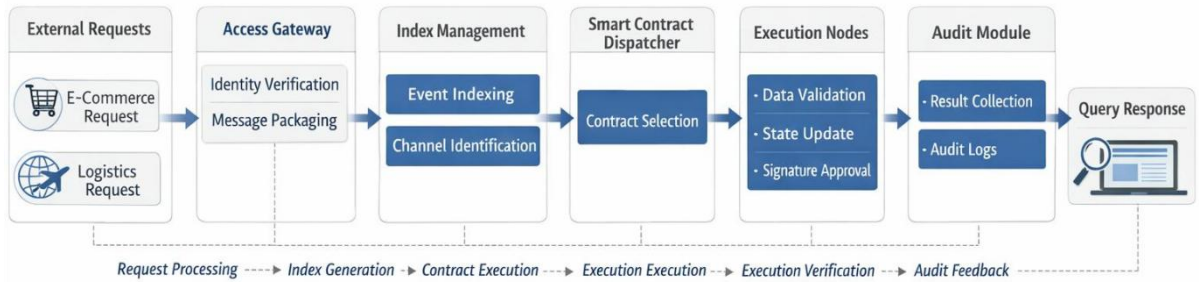 External Requests
E-Commerce
Request
Logistics
Request
Access Gateway
Identity Verification
Message Packaging
Index Management
Event Indexing
Channel Identification
Smart Contract
Dispatcher
Contract Selection
Execution Nodes
· Data Validation
· State Update
· Signature Approval
Audit Module
· Result Collection
· Audit Logs
Query Response
Request Processing
Index Generation
Contract Execution
Execution Execution
Execution Verification
Audit Feedback